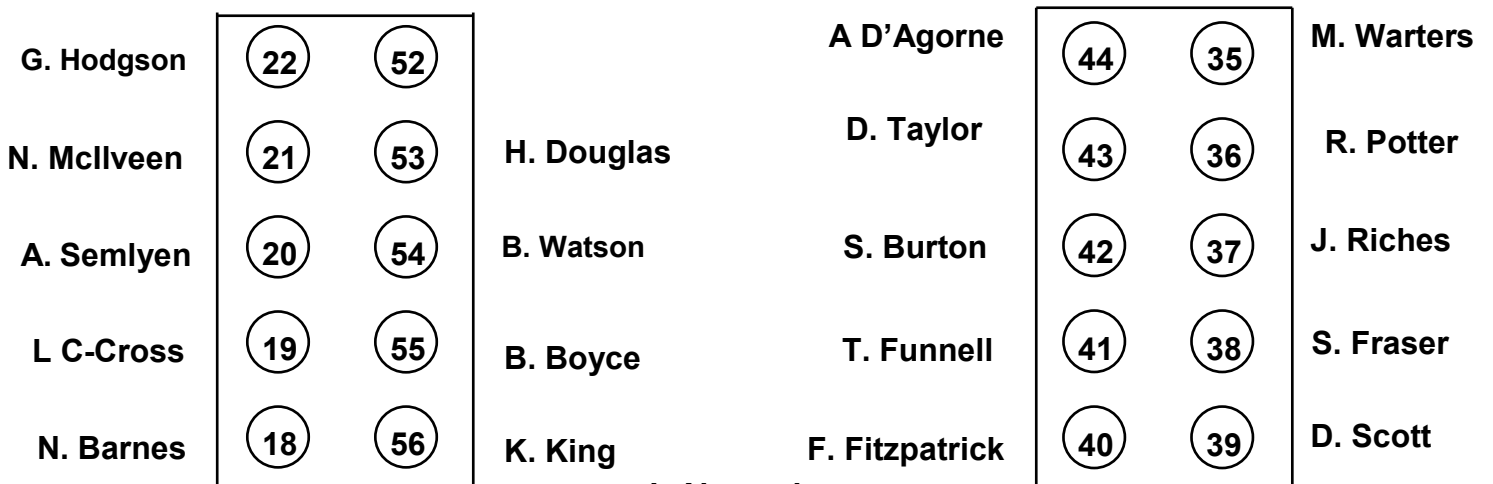 G. Hodgson 22 52 A D’Agorne 44 35 M. Warters
N. McIlveen 21 53 H. Douglas D. Taylor 43 36 R. Potter
A. Semlyen 20 54 B. Watson S. Burton 42 37 J. Riches
L C-Cross 19 55 B. Boyce T. Funnell 41 38 S. Fraser
N. Barnes 18 56 K. King F. Fitzpatrick 40 39 D. Scott